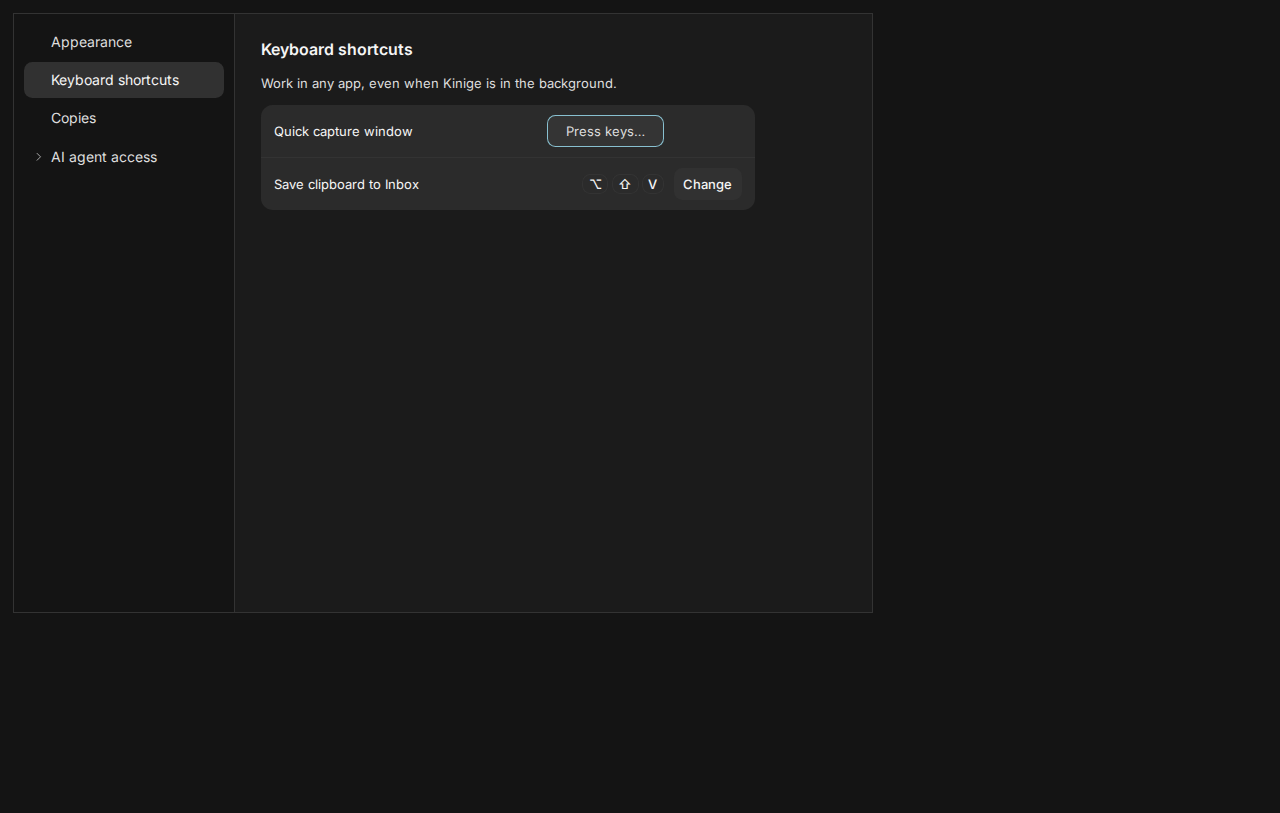 Appearance
Keyboard shortcuts
Copies
AI agent access
Keyboard shortcuts
Work in any app, even when Kinige is in the background.
Quick capture window
Press keys...
Save clipboard to Inbox
⌥ ⇧ V Change